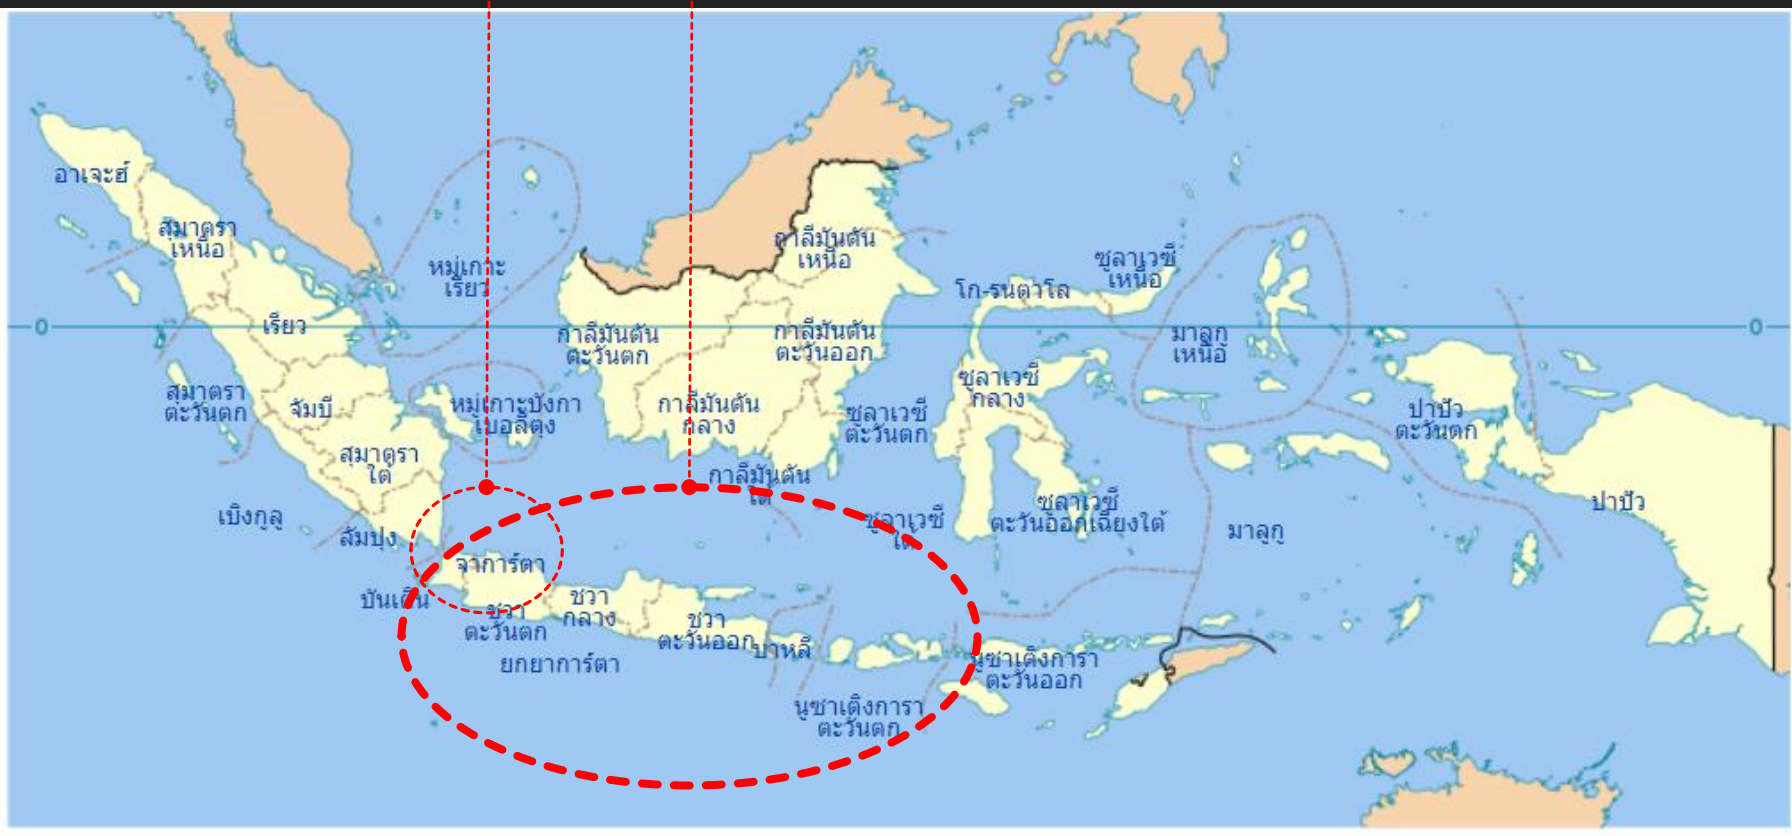 อาเจะฮ์
สุมาตรา
เหนือ
หมู่เกาะ
เรียว
กาลีมันตัน
เหนือ
ซูลาเวซี
เหนือ
โก-รนตาโล
0
เรียว
กาลีมันตัน
ตะวันตก
กาลีมันตัน
ตะวันออก
มาลูกู
เหนือ
0
สุมาตรา
ตะวันตก
จัมบี
หมู่เกาะบังกา
เบอลีตุง
กาลีมันตัน
กลาง
ซูลาเวซี
ตะวันตก
ซูลาเวซี
กลาง
ปาปัว
ตะวันตก
สุมาตรา
ใต้
กาลีมันตัน
ใต้
เบิงกูลู
ลัมปุง
ซูลาเวซี
ใต้
ซูลาเวซี
ตะวันออกเฉียงใต้
มาลูกู
ปาปัว
จาการ์ตา
บันเติน
ชวา
ตะวันตก
ชวา
กลาง
ชวา
ตะวันออก
บาหลี
ยกยาการ์ตา
นูซาเติงการา
ตะวันออก
นูซาเติงการา
ตะวันตก